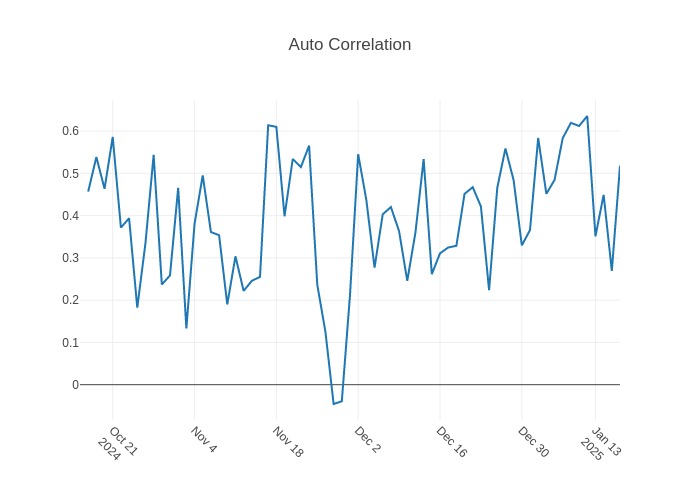 Auto Correlation
0.6
0.5
0.4
0.3
0.2
0.1
0
Oct 21
2024
Nov 4
Nov 18
Dec 2
Dec 16
Dec 30
Jan 13
2025